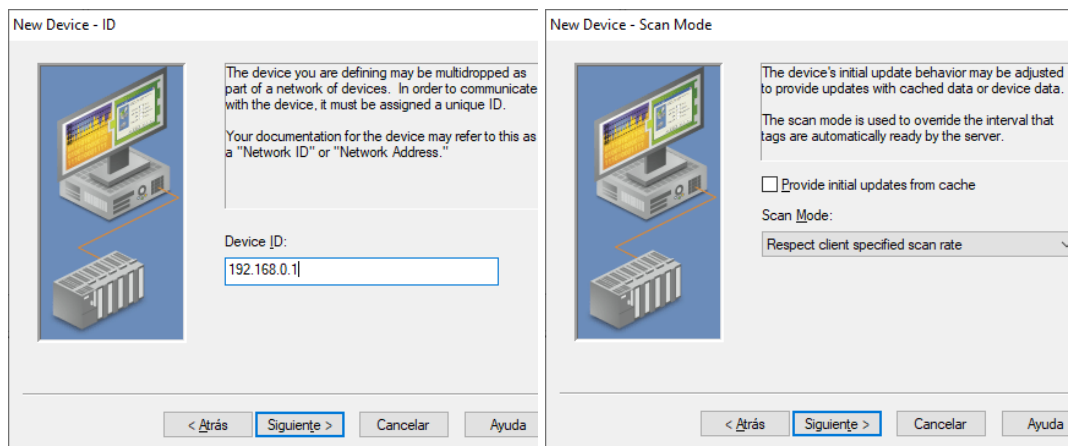 New Device - ID
The device you are defining may be multidropped as
part of a network of devices. In order to communicate
with the device, it must be assigned a unique ID.
Your documentation for the device may refer to this as
a "Network ID" or "Network Address."
Device ID:
192.168.0.1
< Atrás
Siguiente >
Cancelar
Ayuda
New Device - Scan Mode
The device's initial update behavior may be adjusted
to provide updates with cached data or device data.
The scan mode is used to override the interval that
tags are automatically ready by the server.
Provide initial updates from cache
Scan Mode:
Respect client specified scan rate
< Atrás
Siguiente >
Cancelar
Ayuda